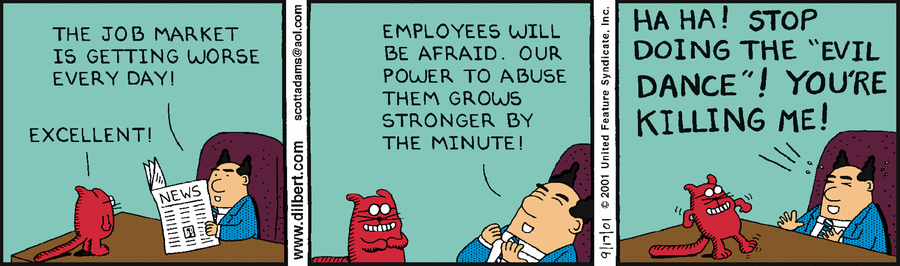 THE JOB MARKET
IS GETTING WORSE
EVERY DAY!
EXCELLENT!
NEWS
www.dilbert.com scottadams@aol.com
EMPLOYEES WILL
BE AFRAID. OUR
POWER TO ABUSE
THEM GROWS
STRONGER BY
THE MINUTE!
9/17/01 © 2001 United Feature Syndicate, Inc.
HA HA! STOP
DOING THE "EVIL
DANCE"! YOU'RE
KILLING ME!